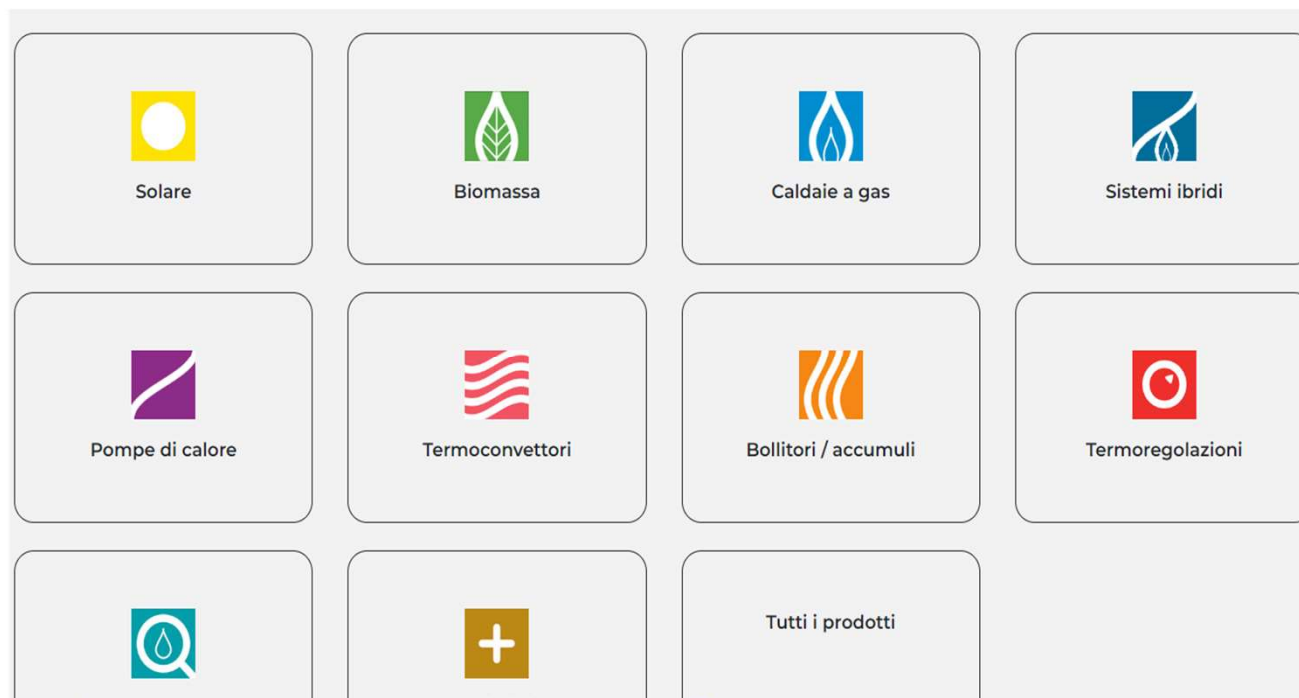 Solare
Biomassa
Caldaie a gas
Sistemi ibridi
Pompe di calore
Termoconvettori
Bollitori / accumuli
Termoregolazioni
Tutti i prodotti